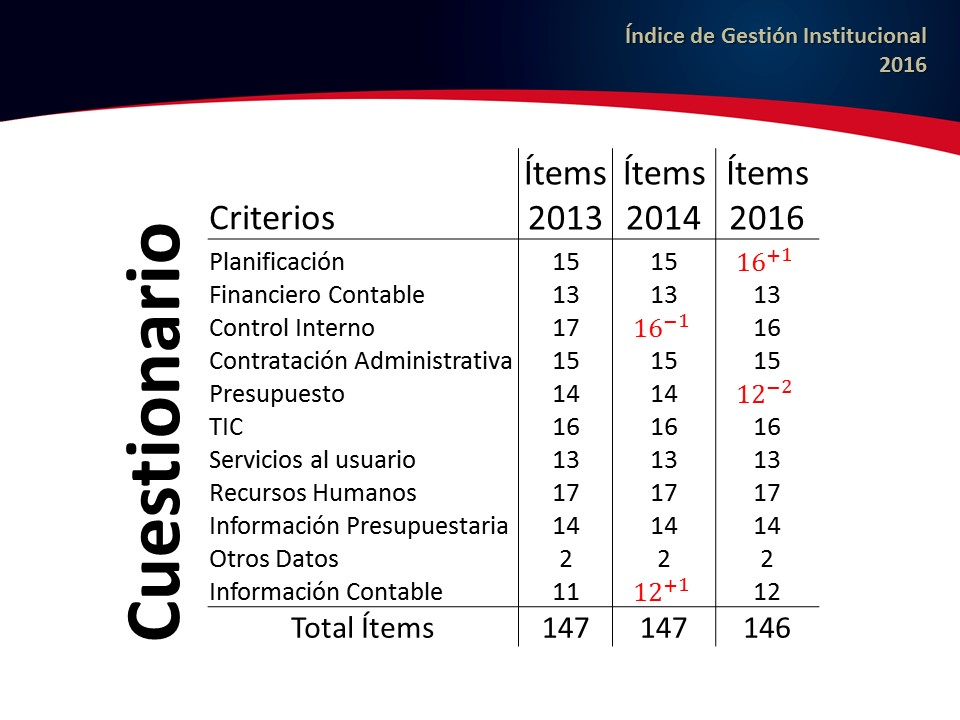 Índice de Gestión Institucional
2016
Cuestionario
Criterios Ítems 2013 Ítems 2014 Ítems 2016
Planificación 15 15 16⁺¹
Financiero Contable 13 13 13
Control Interno 17 16⁻¹ 16
Contratación Administrativa 15 15 15
Presupuesto 14 14 12⁻²
TIC 16 16 16
Servicios al usuario 13 13 13
Recursos Humanos 17 17 17
Información Presupuestaria 14 14 14
Otros Datos 2 2 2
Información Contable 11 12⁺¹ 12
Total Ítems 147 147 146